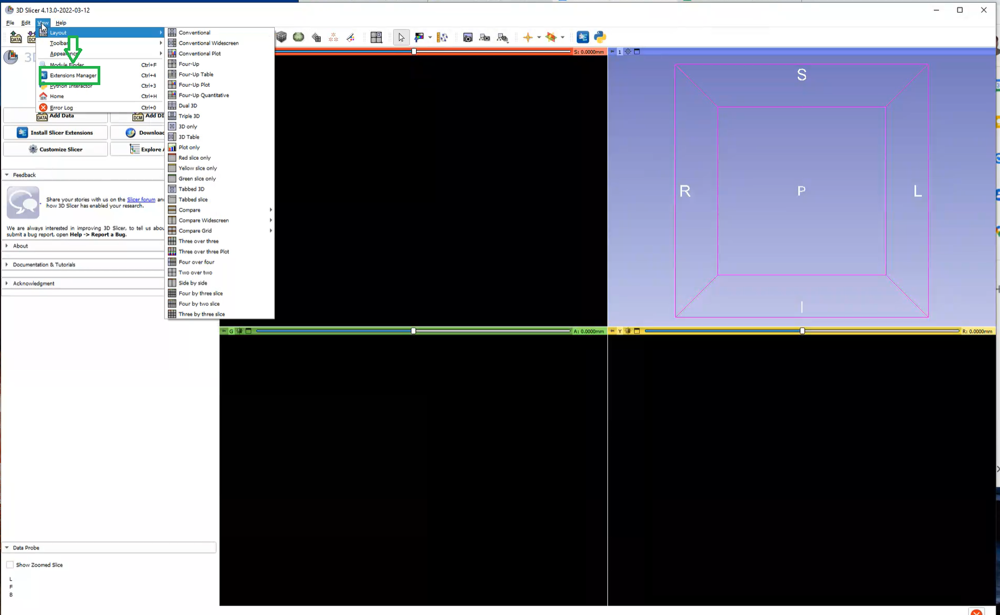 3D Slicer 4.13.0-2022-03-12
File Edit View Help
DATA DCM
Layout
Toolbar
Appearance
Module Finder Ctrl+F
Extensions Manager Ctrl+4
Python Interactor Ctrl+3
Home Ctrl+H
Error Log Ctrl+0
Conventional
Conventional Widescreen
Conventional Plot
Four-Up
Four-Up Table
Four-Up Plot
Four-Up Quantitative
Dual 3D
Triple 3D
3D only
3D Table
Plot only
Red slice only
Yellow slice only
Green slice only
Tabbed 3D
Tabbed slice
Compare
Compare Widescreen
Compare Grid
Three over three
Three over three Plot
Four over four
Two over two
Side by side
Four by three slice
Four by two slice
Three by three slice
3D
DATA Add Data DCM Add DI
Install Slicer Extensions Downloa
Customize Slicer Explore
Feedback
Share your stories with us on the Slicer forum and
how 3D Slicer has enabled your research.
We are always interested in improving 3D Slicer, to tell us abou
submit a bug report, open Help -> Report a Bug.
About
Documentation & Tutorials
Acknowledgment
Data Probe
Show Zoomed Slice
L
F
B
S: 0.0000mm
1
S
R P L
I
G A: 0.0000mm
Y R: 0.0000mm